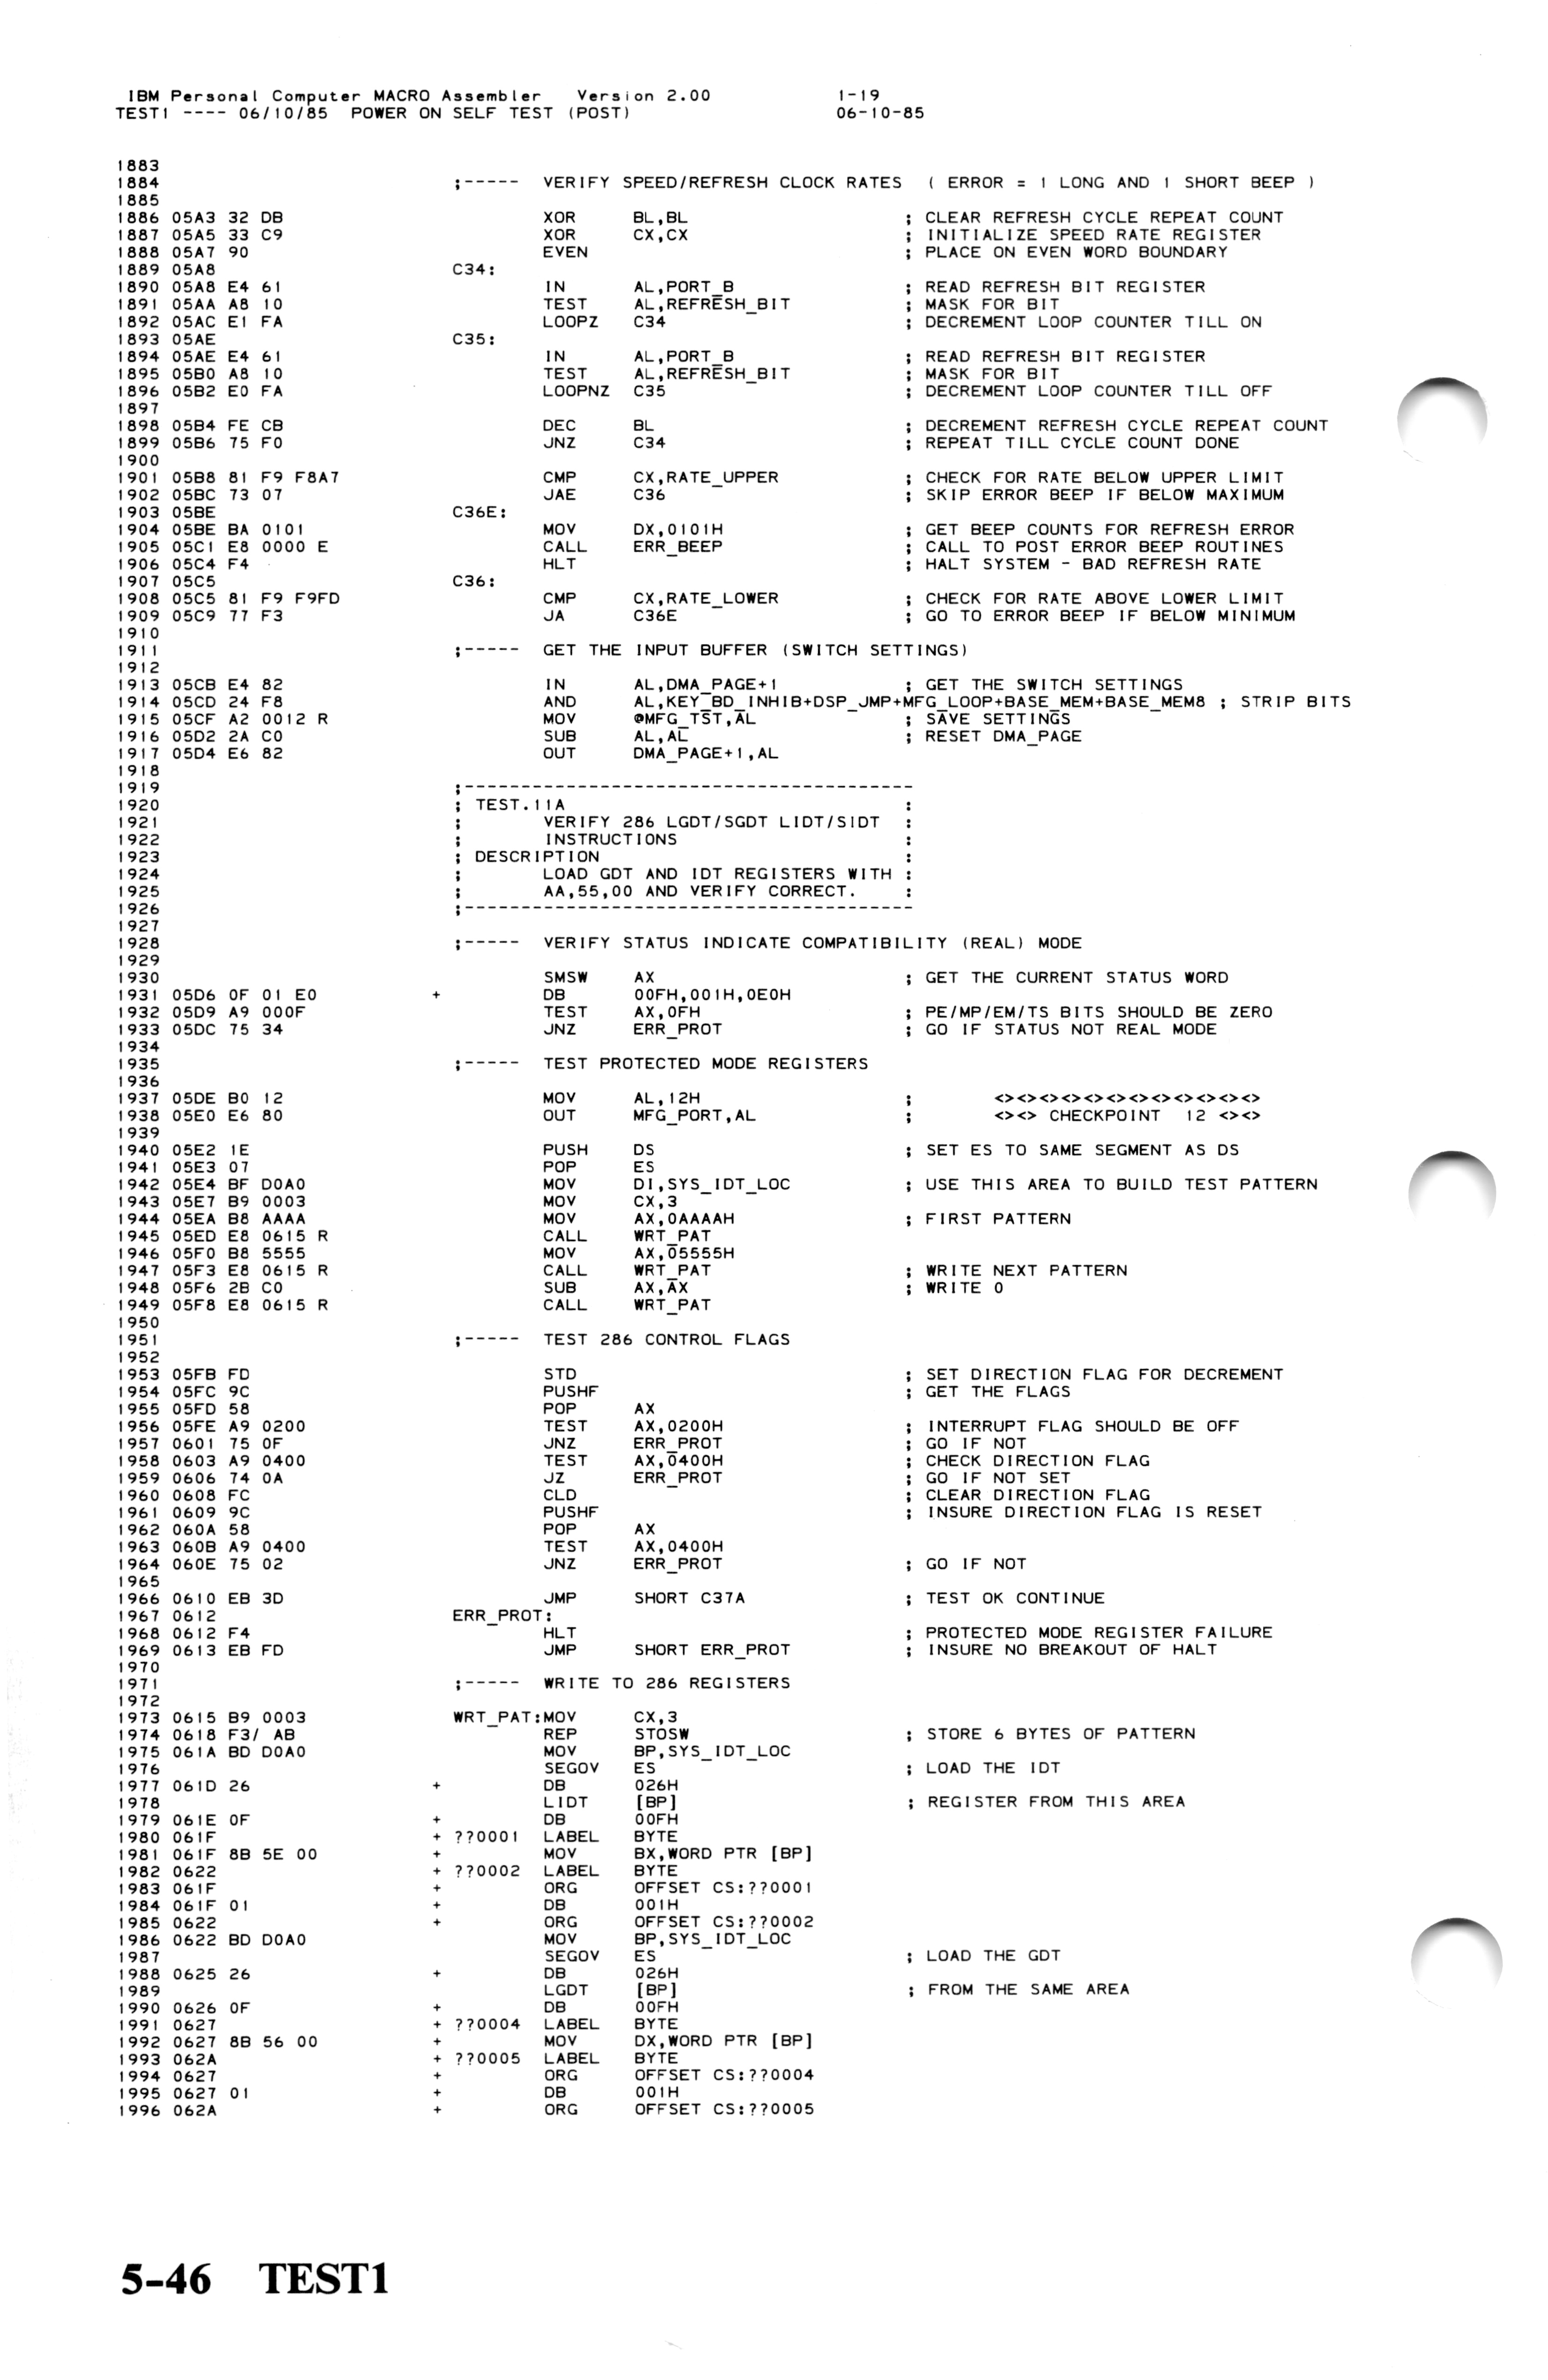 IBM Personal Computer MACRO Assembler   Version 2.00          1-19
TEST1 ---- 06/10/85  POWER ON SELF TEST (POST)                06-10-85
1883
1884                    ;-----  VERIFY SPEED/REFRESH CLOCK RATES  ( ERROR = 1 LONG AND 1 SHORT BEEP )
1885
1886 05A3 32 DB                 XOR     BL,BL                   ; CLEAR REFRESH CYCLE REPEAT COUNT
1887 05A5 33 C9                 XOR     CX,CX                   ; INITIALIZE SPEED RATE REGISTER
1888 05A7 90                    EVEN                            ; PLACE ON EVEN WORD BOUNDARY
1889 05A8               C34:
1890 05A8 E4 61                 IN      AL,PORT_B               ; READ REFRESH BIT REGISTER
1891 05AA A8 10                 TEST    AL,REFRESH_BIT          ; MASK FOR BIT
1892 05AC E1 FA                 LOOPZ   C34                     ; DECREMENT LOOP COUNTER TILL ON
1893 05AE               C35:
1894 05AE E4 61                 IN      AL,PORT_B               ; READ REFRESH BIT REGISTER
1895 05B0 A8 10                 TEST    AL,REFRESH_BIT          ; MASK FOR BIT
1896 05B2 E0 FA                 LOOPNZ  C35                     ; DECREMENT LOOP COUNTER TILL OFF
1897
1898 05B4 FE CB                 DEC     BL                      ; DECREMENT REFRESH CYCLE REPEAT COUNT
1899 05B6 75 F0                 JNZ     C34                     ; REPEAT TILL CYCLE COUNT DONE
1900
1901 05B8 81 F9 F8A7            CMP     CX,RATE_UPPER           ; CHECK FOR RATE BELOW UPPER LIMIT
1902 05BC 73 07                 JAE     C36                     ; SKIP ERROR BEEP IF BELOW MAXIMUM
1903 05BE               C36E:
1904 05BE BA 0101               MOV     DX,0101H                ; GET BEEP COUNTS FOR REFRESH ERROR
1905 05C1 E8 0000 E             CALL    ERR_BEEP                ; CALL TO POST ERROR BEEP ROUTINES
1906 05C4 F4                    HLT                             ; HALT SYSTEM - BAD REFRESH RATE
1907 05C5               C36:
1908 05C5 81 F9 F9FD            CMP     CX,RATE_LOWER           ; CHECK FOR RATE ABOVE LOWER LIMIT
1909 05C9 77 F3                 JA      C36E                    ; GO TO ERROR BEEP IF BELOW MINIMUM
1910
1911                    ;-----  GET THE INPUT BUFFER (SWITCH SETTINGS)
1912
1913 05CB E4 82                 IN      AL,DMA_PAGE+1           ; GET THE SWITCH SETTINGS
1914 05CD 24 F8                 AND     AL,KEY_BD_INHIB+DSP_JMP+MFG_LOOP+BASE_MEM+BASE_MEM8 ; STRIP BITS
1915 05CF A2 0012 R             MOV     @MFG_TST,AL             ; SAVE SETTINGS
1916 05D2 2A C0                 SUB     AL,AL                   ; RESET DMA_PAGE
1917 05D4 E6 82                 OUT     DMA_PAGE+1,AL
1918
1919                    ;----------------------------------------
1920                    ; TEST.11A                              :
1921                    ;       VERIFY 286 LGDT/SGDT LIDT/SIDT  :
1922                    ;       INSTRUCTIONS                    :
1923                    ; DESCRIPTION                           :
1924                    ;       LOAD GDT AND IDT REGISTERS WITH :
1925                    ;       AA,55,00 AND VERIFY CORRECT.    :
1926                    ;----------------------------------------
1927
1928                    ;-----  VERIFY STATUS INDICATE COMPATIBILITY (REAL) MODE
1929
1930                            SMSW    AX                      ; GET THE CURRENT STATUS WORD
1931 05D6 0F 01 E0      +       DB      00FH,001H,0E0H
1932 05D9 A9 000F               TEST    AX,0FH                  ; PE/MP/EM/TS BITS SHOULD BE ZERO
1933 05DC 75 34                 JNZ     ERR_PROT                ; GO IF STATUS NOT REAL MODE
1934
1935                    ;-----  TEST PROTECTED MODE REGISTERS
1936
1937 05DE B0 12                 MOV     AL,12H                  ;       <><><><><><><><><><><><>
1938 05E0 E6 80                 OUT     MFG_PORT,AL             ;       <><> CHECKPOINT  12 <><>
1939
1940 05E2 1E                    PUSH    DS                      ; SET ES TO SAME SEGMENT AS DS
1941 05E3 07                    POP     ES
1942 05E4 BF D0A0               MOV     DI,SYS_IDT_LOC          ; USE THIS AREA TO BUILD TEST PATTERN
1943 05E7 B9 0003               MOV     CX,3
1944 05EA B8 AAAA               MOV     AX,0AAAAH               ; FIRST PATTERN
1945 05ED E8 0615 R             CALL    WRT_PAT
1946 05F0 B8 5555               MOV     AX,05555H
1947 05F3 E8 0615 R             CALL    WRT_PAT                 ; WRITE NEXT PATTERN
1948 05F6 2B C0                 SUB     AX,AX                   ; WRITE 0
1949 05F8 E8 0615 R             CALL    WRT_PAT
1950
1951                    ;-----  TEST 286 CONTROL FLAGS
1952
1953 05FB FD                    STD                             ; SET DIRECTION FLAG FOR DECREMENT
1954 05FC 9C                    PUSHF                           ; GET THE FLAGS
1955 05FD 58                    POP     AX
1956 05FE A9 0200               TEST    AX,0200H                ; INTERRUPT FLAG SHOULD BE OFF
1957 0601 75 0F                 JNZ     ERR_PROT                ; GO IF NOT
1958 0603 A9 0400               TEST    AX,0400H                ; CHECK DIRECTION FLAG
1959 0606 74 0A                 JZ      ERR_PROT                ; GO IF NOT SET
1960 0608 FC                    CLD                             ; CLEAR DIRECTION FLAG
1961 0609 9C                    PUSHF                           ; INSURE DIRECTION FLAG IS RESET
1962 060A 58                    POP     AX
1963 060B A9 0400               TEST    AX,0400H
1964 060E 75 02                 JNZ     ERR_PROT                ; GO IF NOT
1965
1966 0610 EB 3D                 JMP     SHORT C37A              ; TEST OK CONTINUE
1967 0612               ERR_PROT:
1968 0612 F4                    HLT                             ; PROTECTED MODE REGISTER FAILURE
1969 0613 EB FD                 JMP     SHORT ERR_PROT          ; INSURE NO BREAKOUT OF HALT
1970
1971                    ;-----  WRITE TO 286 REGISTERS
1972
1973 0615 B9 0003       WRT_PAT:MOV     CX,3
1974 0618 F3/ AB                REP     STOSW                   ; STORE 6 BYTES OF PATTERN
1975 061A BD D0A0               MOV     BP,SYS_IDT_LOC
1976                            SEGOV   ES                      ; LOAD THE IDT
1977 061D 26            +       DB      026H
1978                            LIDT    [BP]                    ; REGISTER FROM THIS AREA
1979 061E 0F            +       DB      00FH
1980 061F               + ??0001 LABEL  BYTE
1981 061F 8B 5E 00      +       MOV     BX,WORD PTR [BP]
1982 0622               + ??0002 LABEL  BYTE
1983 061F               +       ORG     OFFSET CS:??0001
1984 061F 01            +       DB      001H
1985 0622               +       ORG     OFFSET CS:??0002
1986 0622 BD D0A0               MOV     BP,SYS_IDT_LOC
1987                            SEGOV   ES                      ; LOAD THE GDT
1988 0625 26            +       DB      026H
1989                            LGDT    [BP]                    ; FROM THE SAME AREA
1990 0626 0F            +       DB      00FH
1991 0627               + ??0004 LABEL  BYTE
1992 0627 8B 56 00      +       MOV     DX,WORD PTR [BP]
1993 062A               + ??0005 LABEL  BYTE
1994 0627               +       ORG     OFFSET CS:??0004
1995 0627 01            +       DB      001H
1996 062A               +       ORG     OFFSET CS:??0005
5-46   TEST1